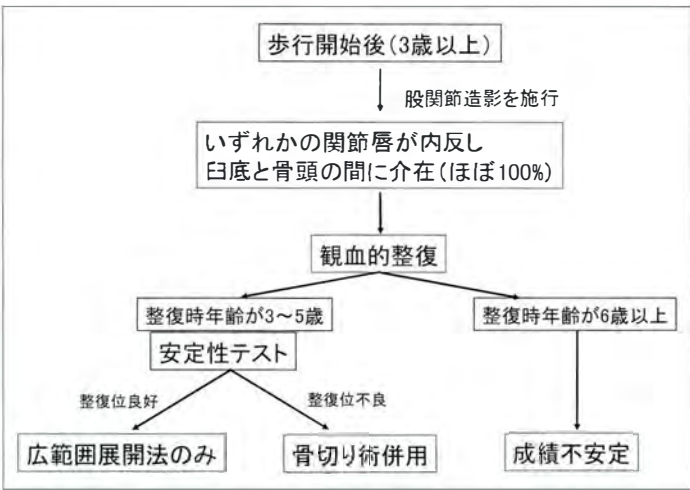 歩行開始後(3歳以上)
股関節造影を施行
いずれかの関節唇が内反し
臼底と骨頭の間に介在(ほぼ100%)
観血的整復
整復時年齢が3〜5歳
整復時年齢が6歳以上
安定性テスト
整復位良好
整復位不良
広範囲展開法のみ
骨切り術併用
成績不安定